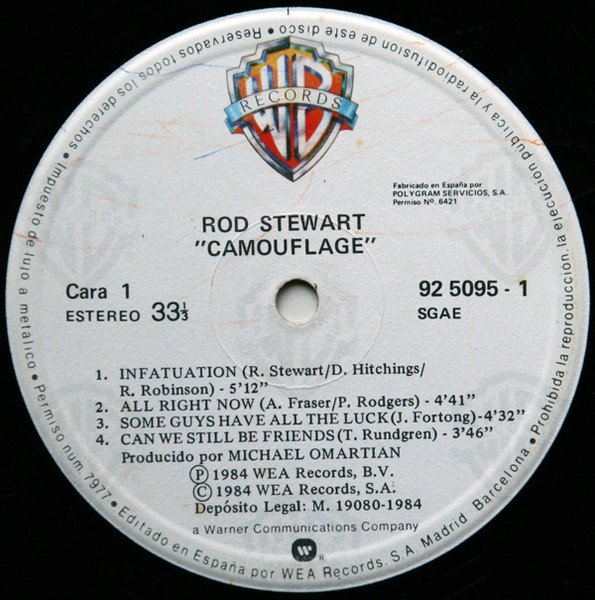 WB
RECORDS
Fabricado en España por
POLYGRAM SERVICIOS, S.A.
Permiso Nº. 6421
ROD STEWART
"CAMOUFLAGE"
Cara 1
ESTEREO 33⅓
92 5095 - 1
SGAE
1. INFATUATION (R. Stewart/D. Hitchings/
R. Robinson) - 5'12"
2. ALL RIGHT NOW (A. Fraser/P. Rodgers) - 4'41"
3. SOME GUYS HAVE ALL THE LUCK (J. Fortong)-4'32"
4. CAN WE STILL BE FRIENDS (T. Rundgren) - 3'46"
Producido por MICHAEL OMARTIAN
Ⓟ 1984 WEA Records, B.V.
© 1984 WEA Records, S.A.
Depósito Legal: M. 19080-1984
a Warner Communications Company
• Editado en España por WEA Records. S.A Madrid Barcelona • Prohibida la reproducción, la ejecución pública y la radiodifusión de este disco • Reservados todos los derechos • Impuesto de lujo a metálico • Permiso num. 7977